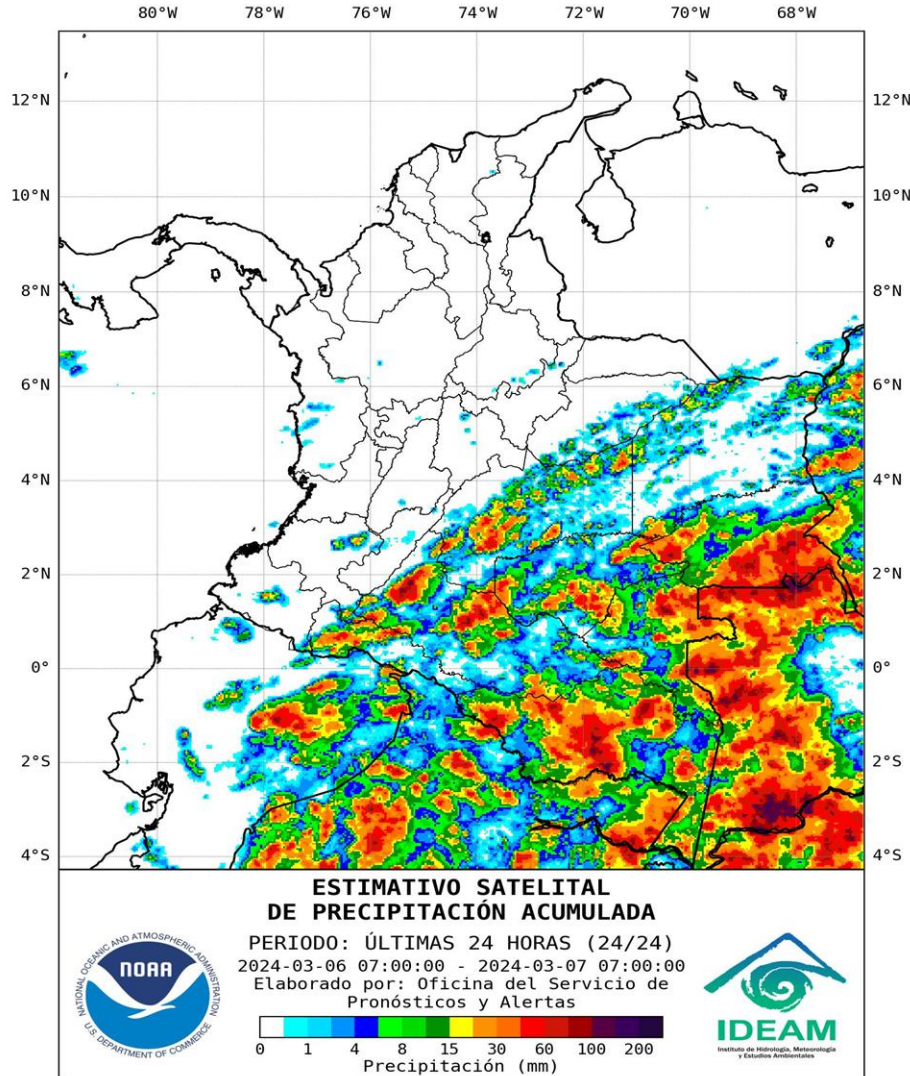 80°W 78°W 76°W 74°W 72°W 70°W 68°W
12°N 12°N
10°N 10°N
8°N 8°N
6°N 6°N
4°N 4°N
2°N 2°N
0° 0°
2°S 2°S
4°S 4°S
ESTIMATIVO SATELITAL
DE PRECIPITACIÓN ACUMULADA
PERIODO: ÚLTIMAS 24 HORAS (24/24)
2024-03-06 07:00:00 - 2024-03-07 07:00:00
Elaborado por: Oficina del Servicio de
Pronósticos y Alertas
0 1 4 8 15 30 60 100 200
Precipitación (mm)
NATIONAL OCEANIC AND ATMOSPHERIC ADMINISTRATION
NOAA
U.S. DEPARTMENT OF COMMERCE
IDEAM
Instituto de Hidrología, Meteorología
y Estudios Ambientales